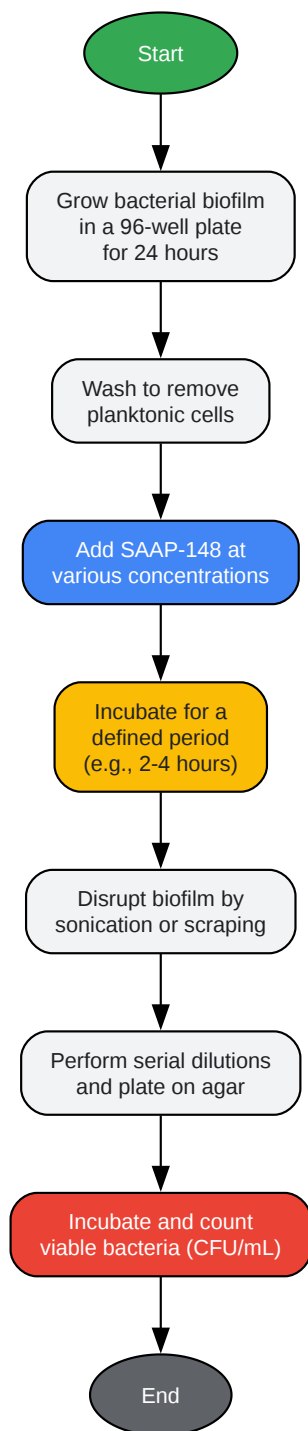 Start
Grow bacterial biofilm
in a 96-well plate
for 24 hours
Wash to remove
planktonic cells
Add SAAP-148 at
various concentrations
Incubate for a
defined period
(e.g., 2-4 hours)
Disrupt biofilm by
sonication or scraping
Perform serial dilutions
and plate on agar
Incubate and count
viable bacteria (CFU/mL)
End